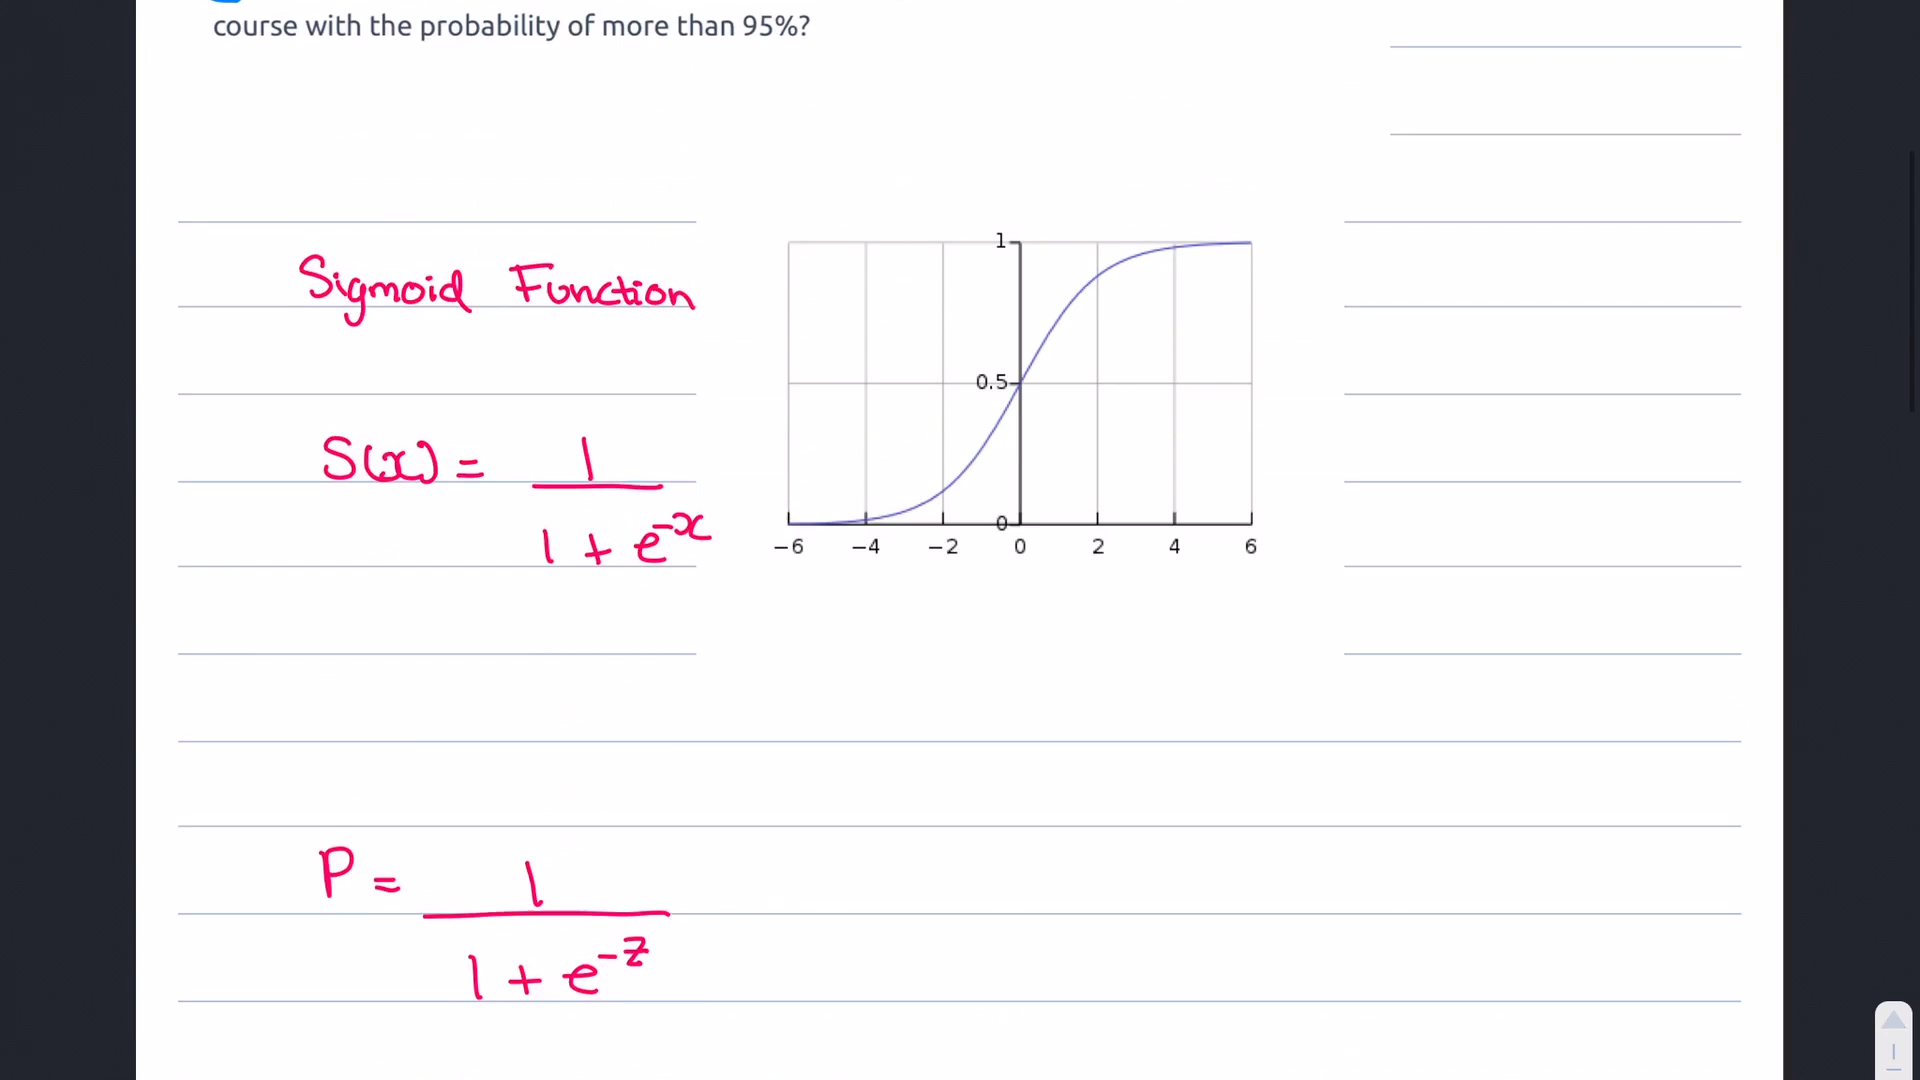 course with the probability of more than 95%?
Sigmoid Function
S(x) = 1
1 + e^-x
1
0.5
0
−6 −4 −2 0 2 4 6
P = 1
1 + e^-z